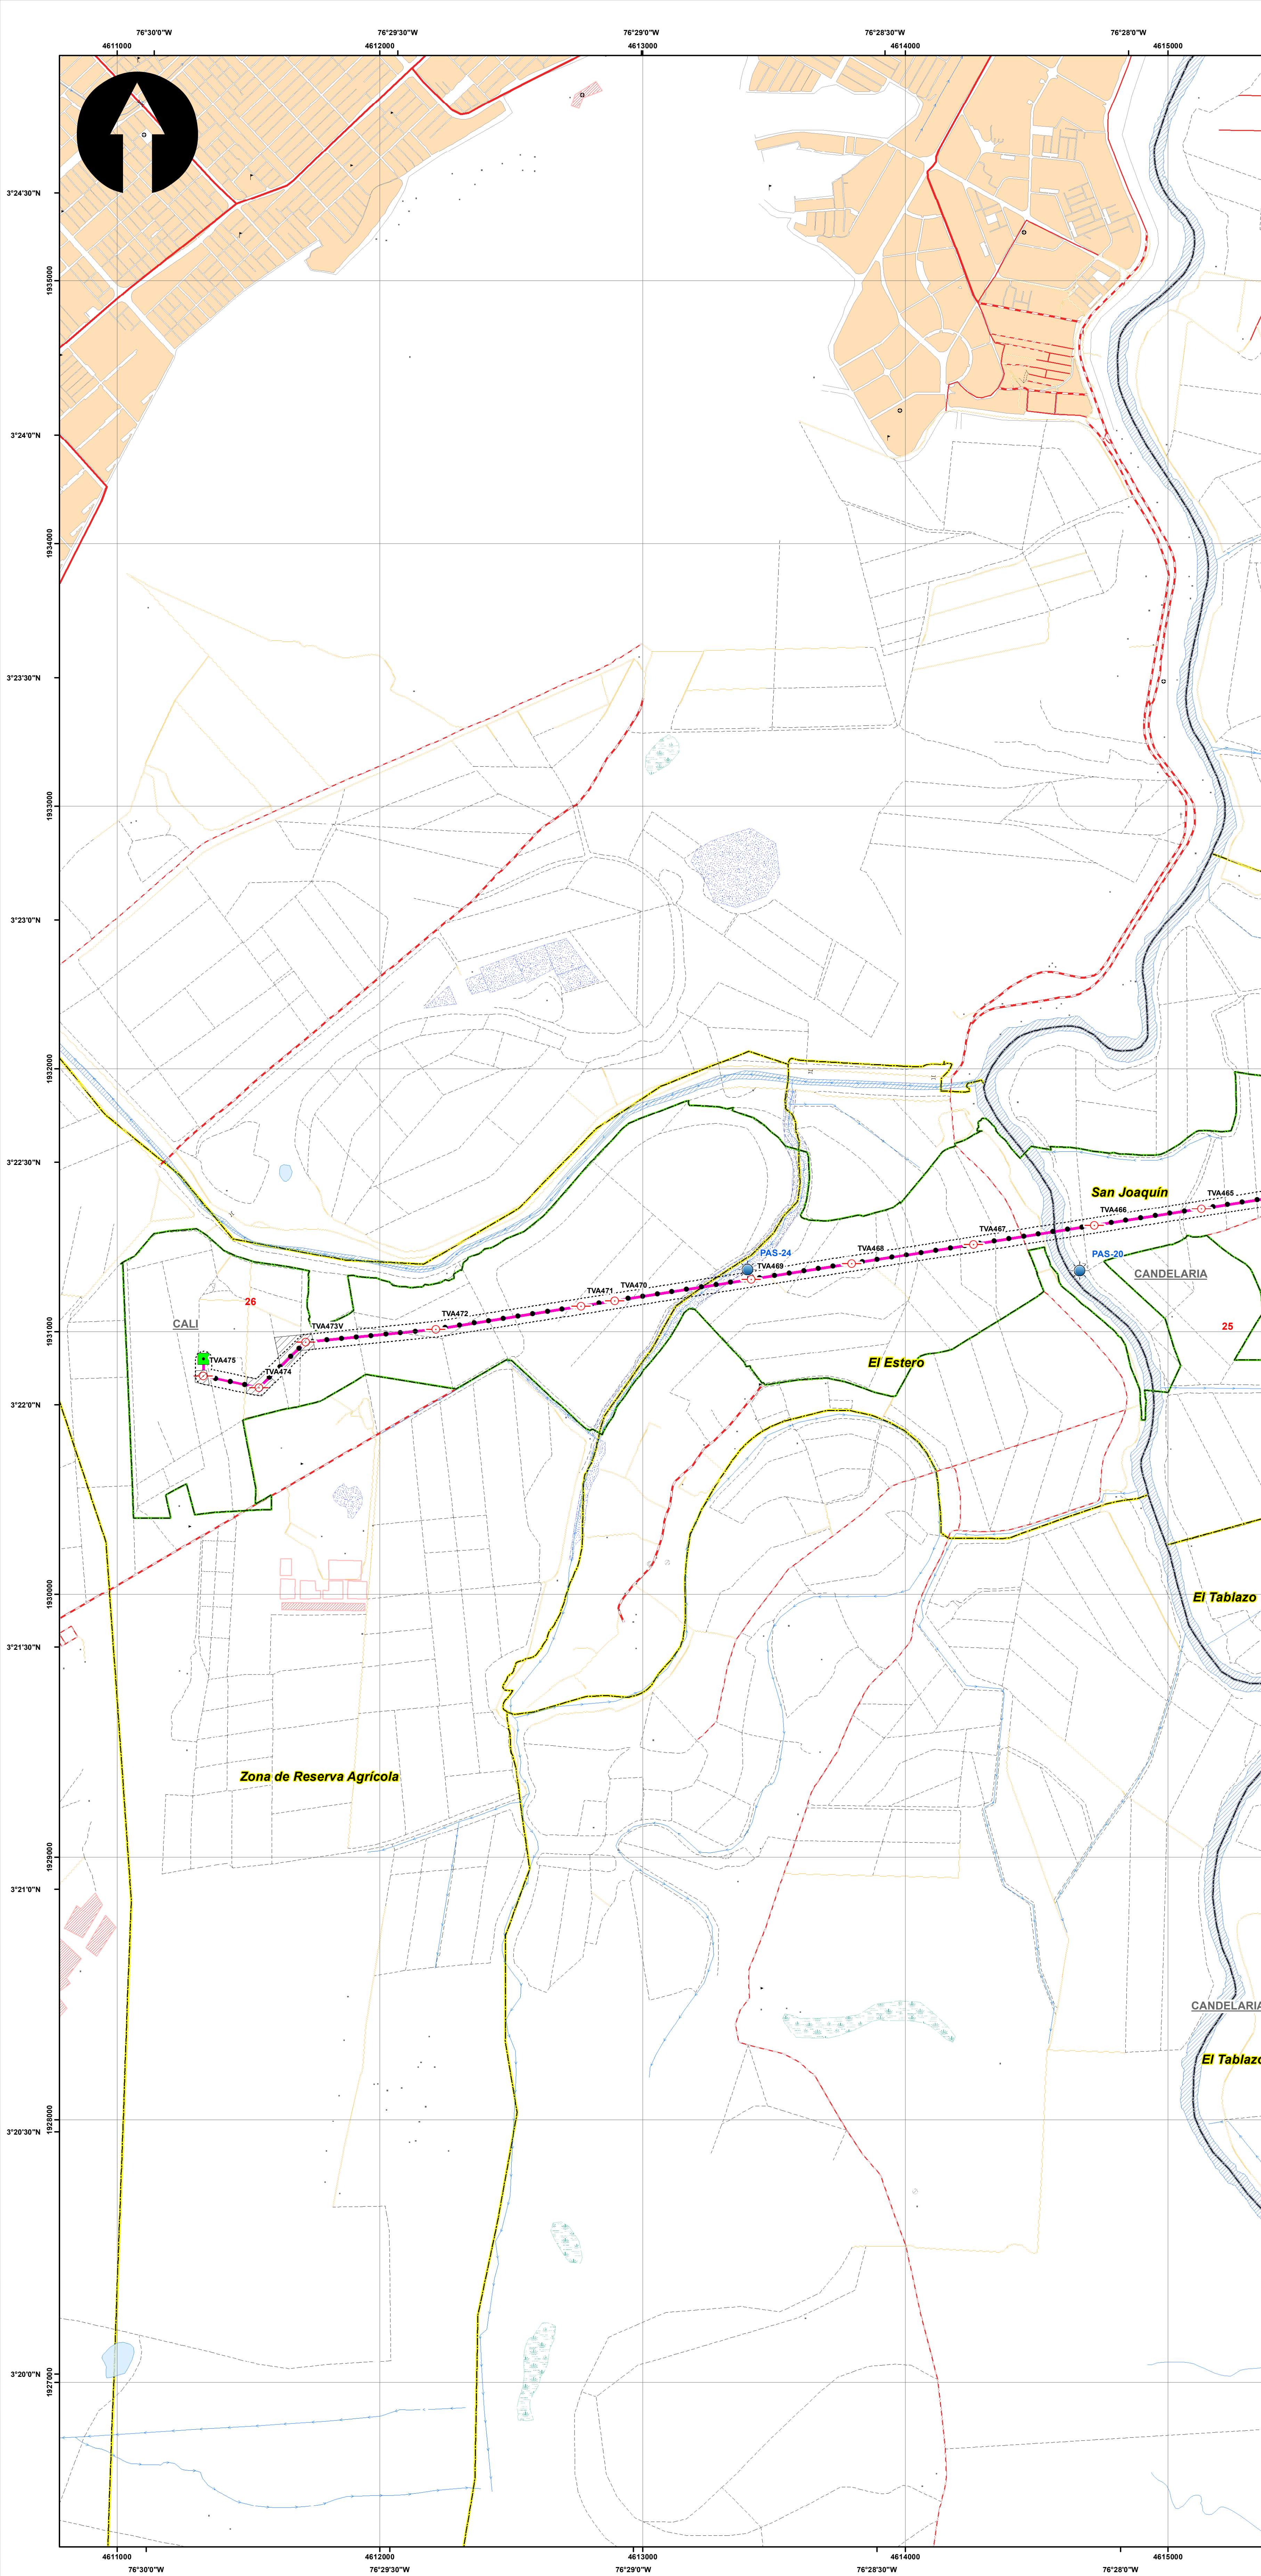 76°30'0"W 76°29'30"W 76°29'0"W 76°28'30"W 76°28'0"W
4611000 4612000 4613000 4614000 4615000
3°24'30"N
1935000
3°24'0"N
1934000
3°23'30"N
1933000
3°23'0"N
1932000
3°22'30"N
San Joaquín
TVA465
TVA466
TVA467
PAS-24
TVA468
PAS-20
TVA469
CANDELARIA
TVA470
TVA471
26
TVA472
CALI
TVA473V
25
1931000
TVA475
El Estero
TVA474
3°22'0"N
1930000
El Tablazo
3°21'30"N
Zona de Reserva Agrícola
1929000
3°21'0"N
CANDELARIA
El Tablazo
1928000
3°20'30"N
3°20'0"N
1927000
4611000 4612000 4613000 4614000 4615000
76°30'0"W 76°29'30"W 76°29'0"W 76°28'30"W 76°28'0"W